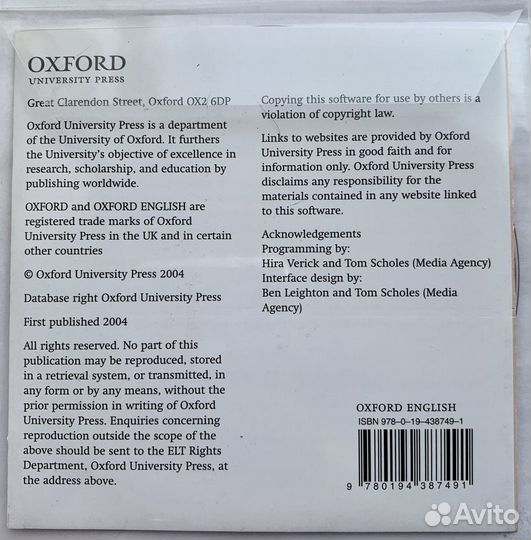 OXFORD
UNIVERSITY PRESS
Great Clarendon Street, Oxford OX2 6DP
Oxford University Press is a department
of the University of Oxford. It furthers
the University's objective of excellence in
research, scholarship, and education by
publishing worldwide.
OXFORD and OXFORD ENGLISH are
registered trade marks of Oxford
University Press in the UK and in certain
other countries
© Oxford University Press 2004
Database right Oxford University Press
First published 2004
All rights reserved. No part of this
publication may be reproduced, stored
in a retrieval system, or transmitted, in
any form or by any means, without the
prior permission in writing of Oxford
University Press. Enquiries concerning
reproduction outside the scope of the
above should be sent to the ELT Rights
Department, Oxford University Press, at
the address above.
Copying this software for use by others is a
violation of copyright law.
Links to websites are provided by Oxford
University Press in good faith and for
information only. Oxford University Press
disclaims any responsibility for the
materials contained in any website linked
to this software.
Acknowledgements
Programming by:
Hira Verick and Tom Scholes (Media Agency)
Interface design by:
Ben Leighton and Tom Scholes (Media
Agency)
OXFORD ENGLISH
ISBN 978-0-19-438749-1
9 780194 387491
Avito